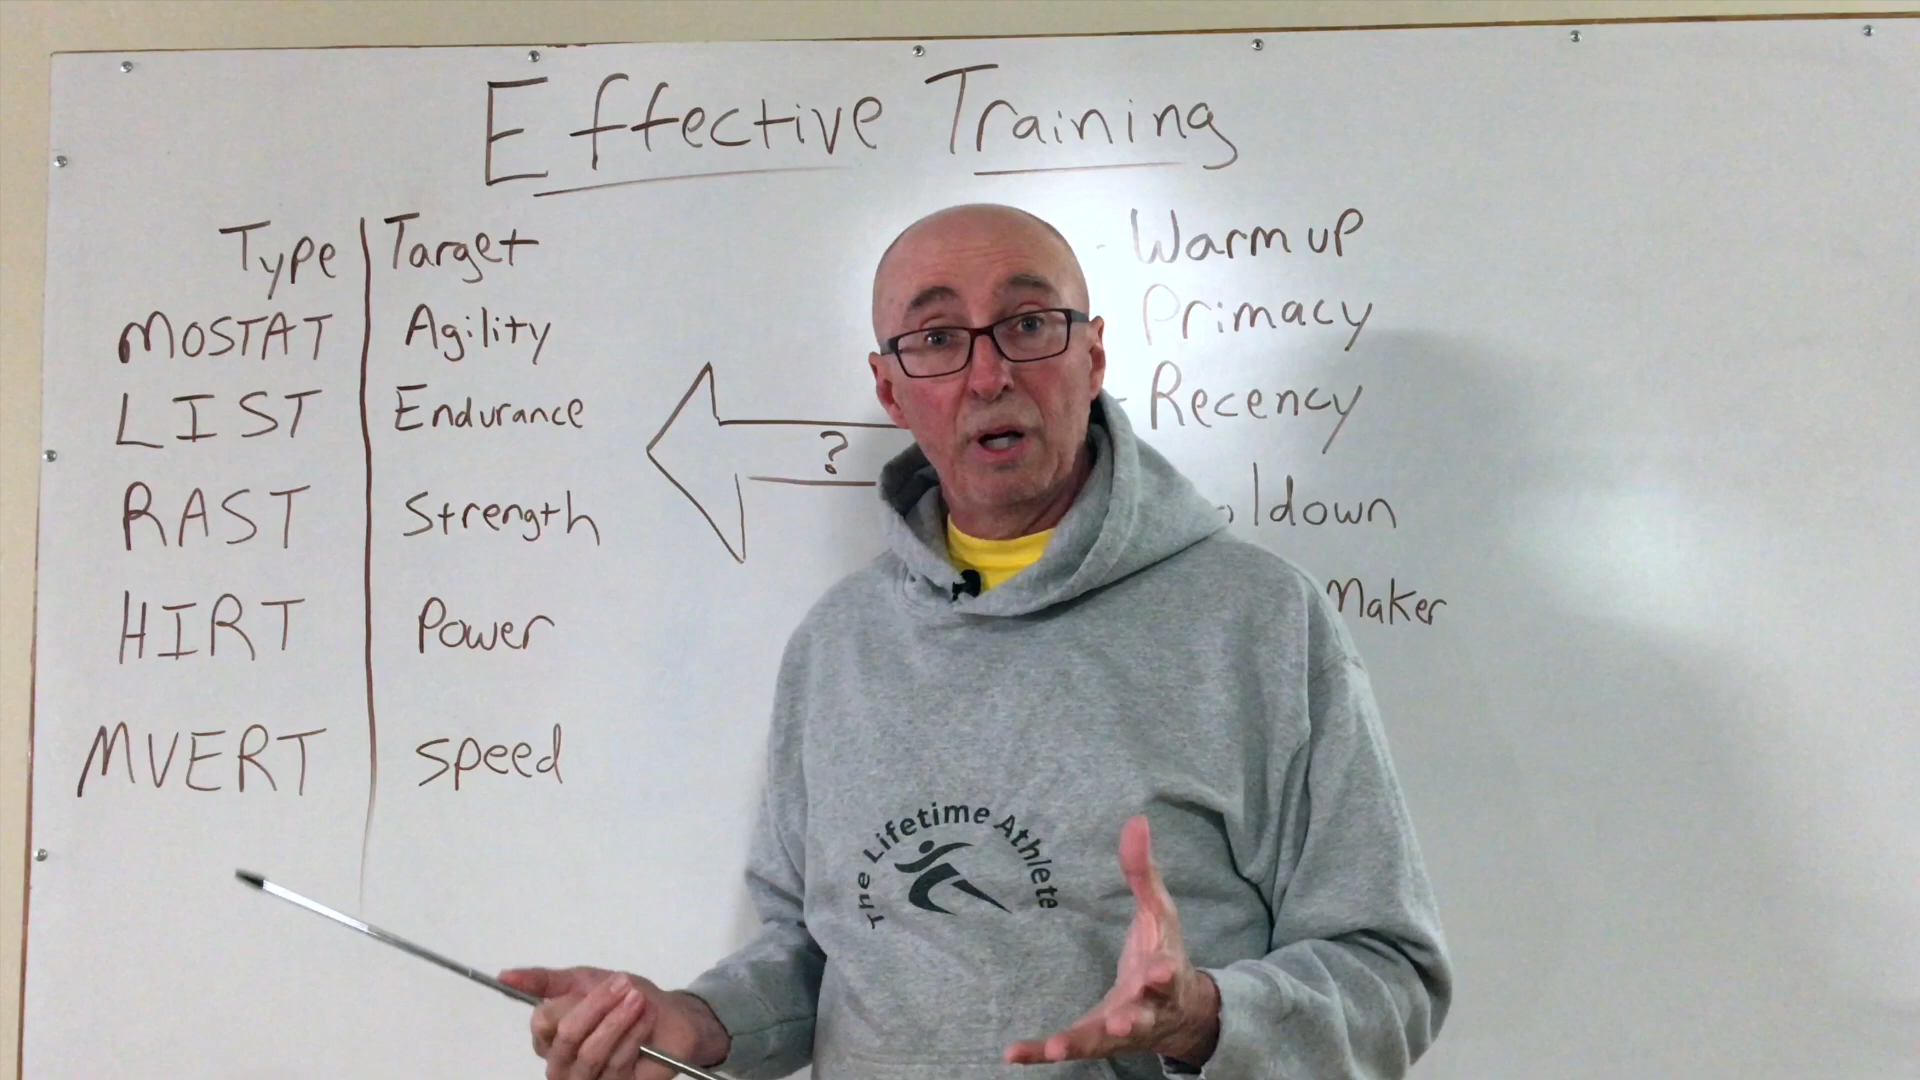 Effective Training
Type Target
MOSTAT Agility
LIST Endurance
RAST Strength
HIRT Power
MVERT Speed
?
- Warm up
Primacy
- Recency
Maker
The Lifetime Athlete